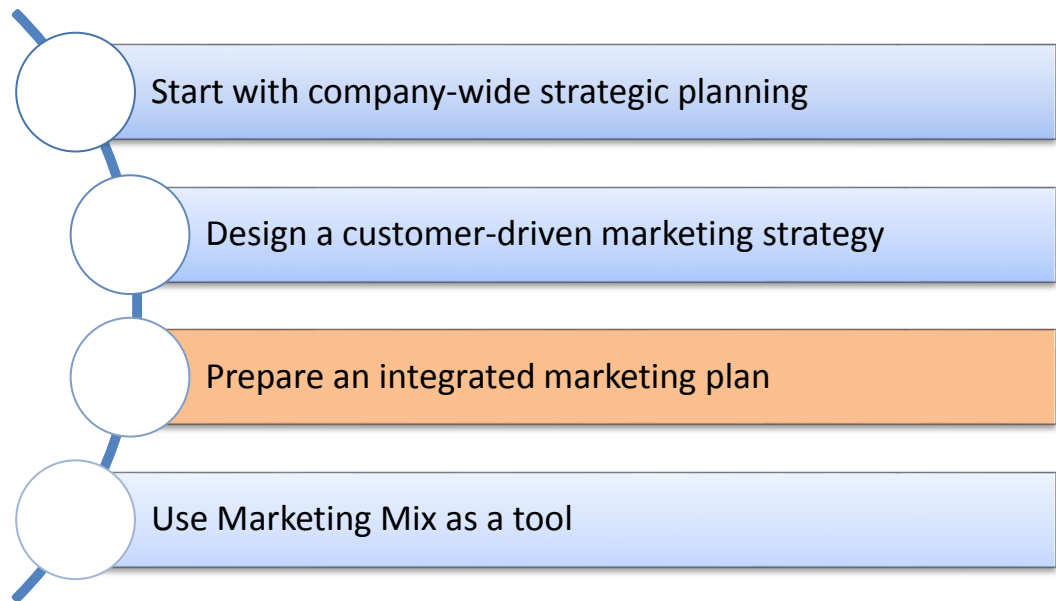 Start with company-wide strategic planning
Design a customer-driven marketing strategy
Prepare an integrated marketing plan
Use Marketing Mix as a tool